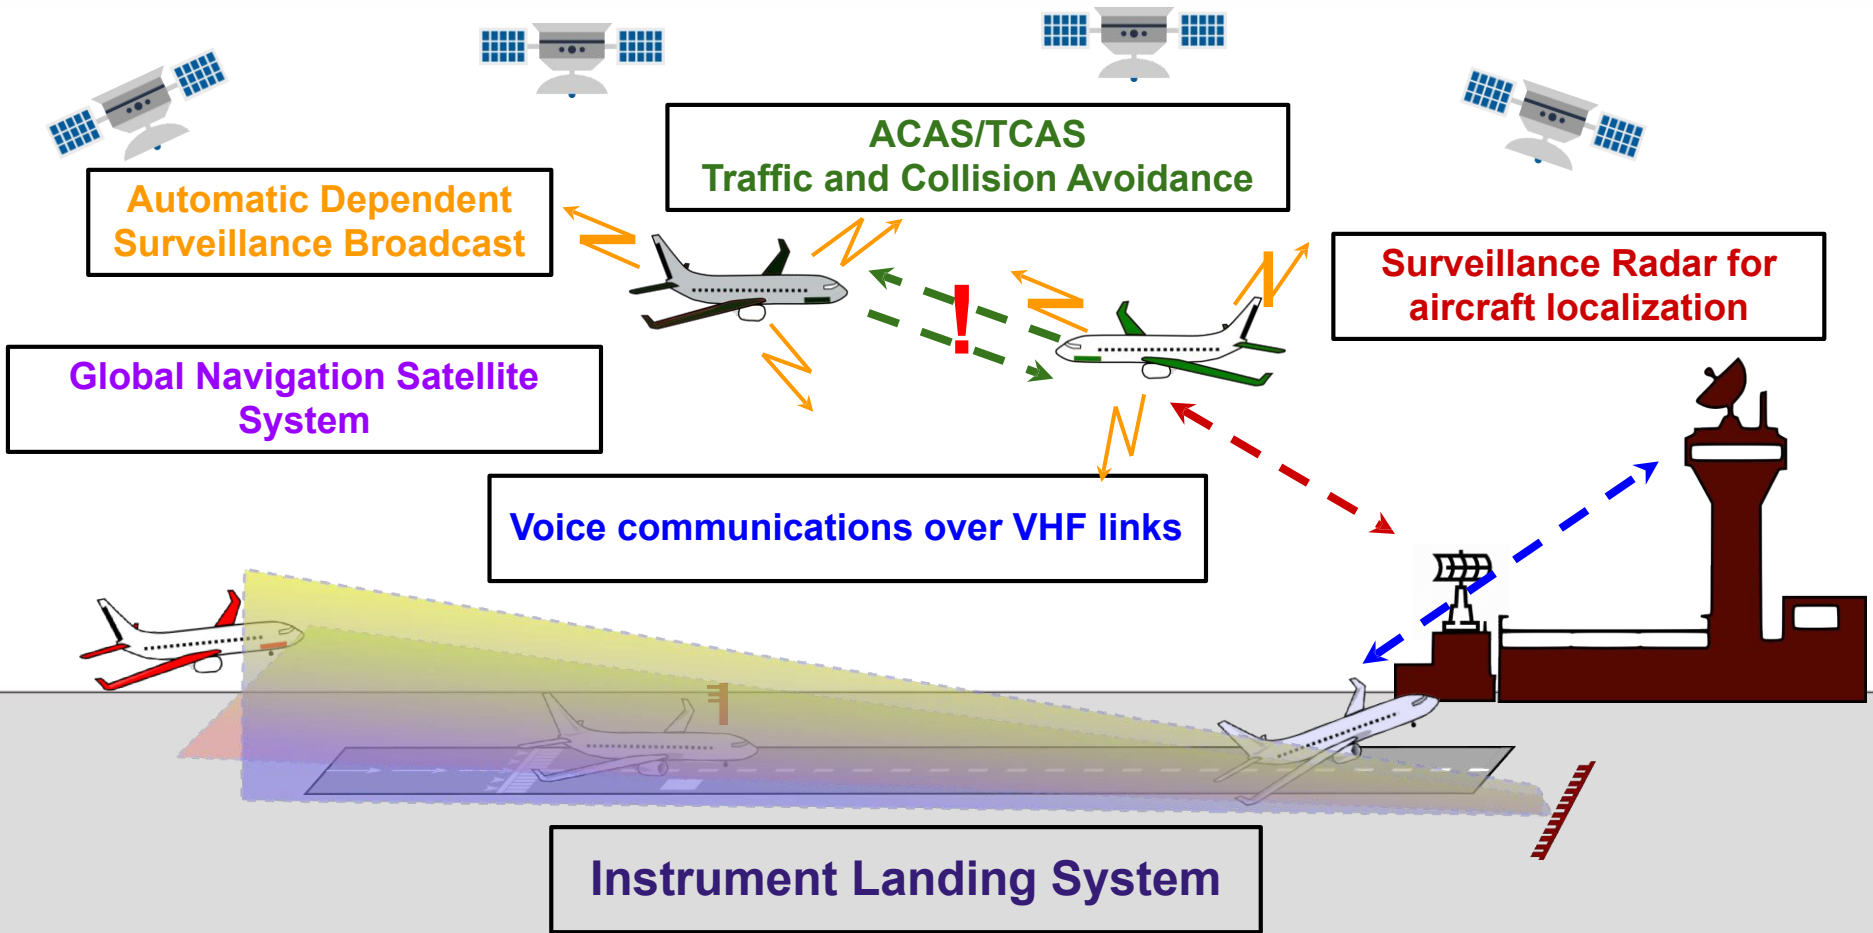 ACAS/TCAS
Traffic and Collision Avoidance
Automatic Dependent
Surveillance Broadcast
Surveillance Radar for
aircraft localization
!
Global Navigation Satellite
System
Voice communications over VHF links
Instrument Landing System